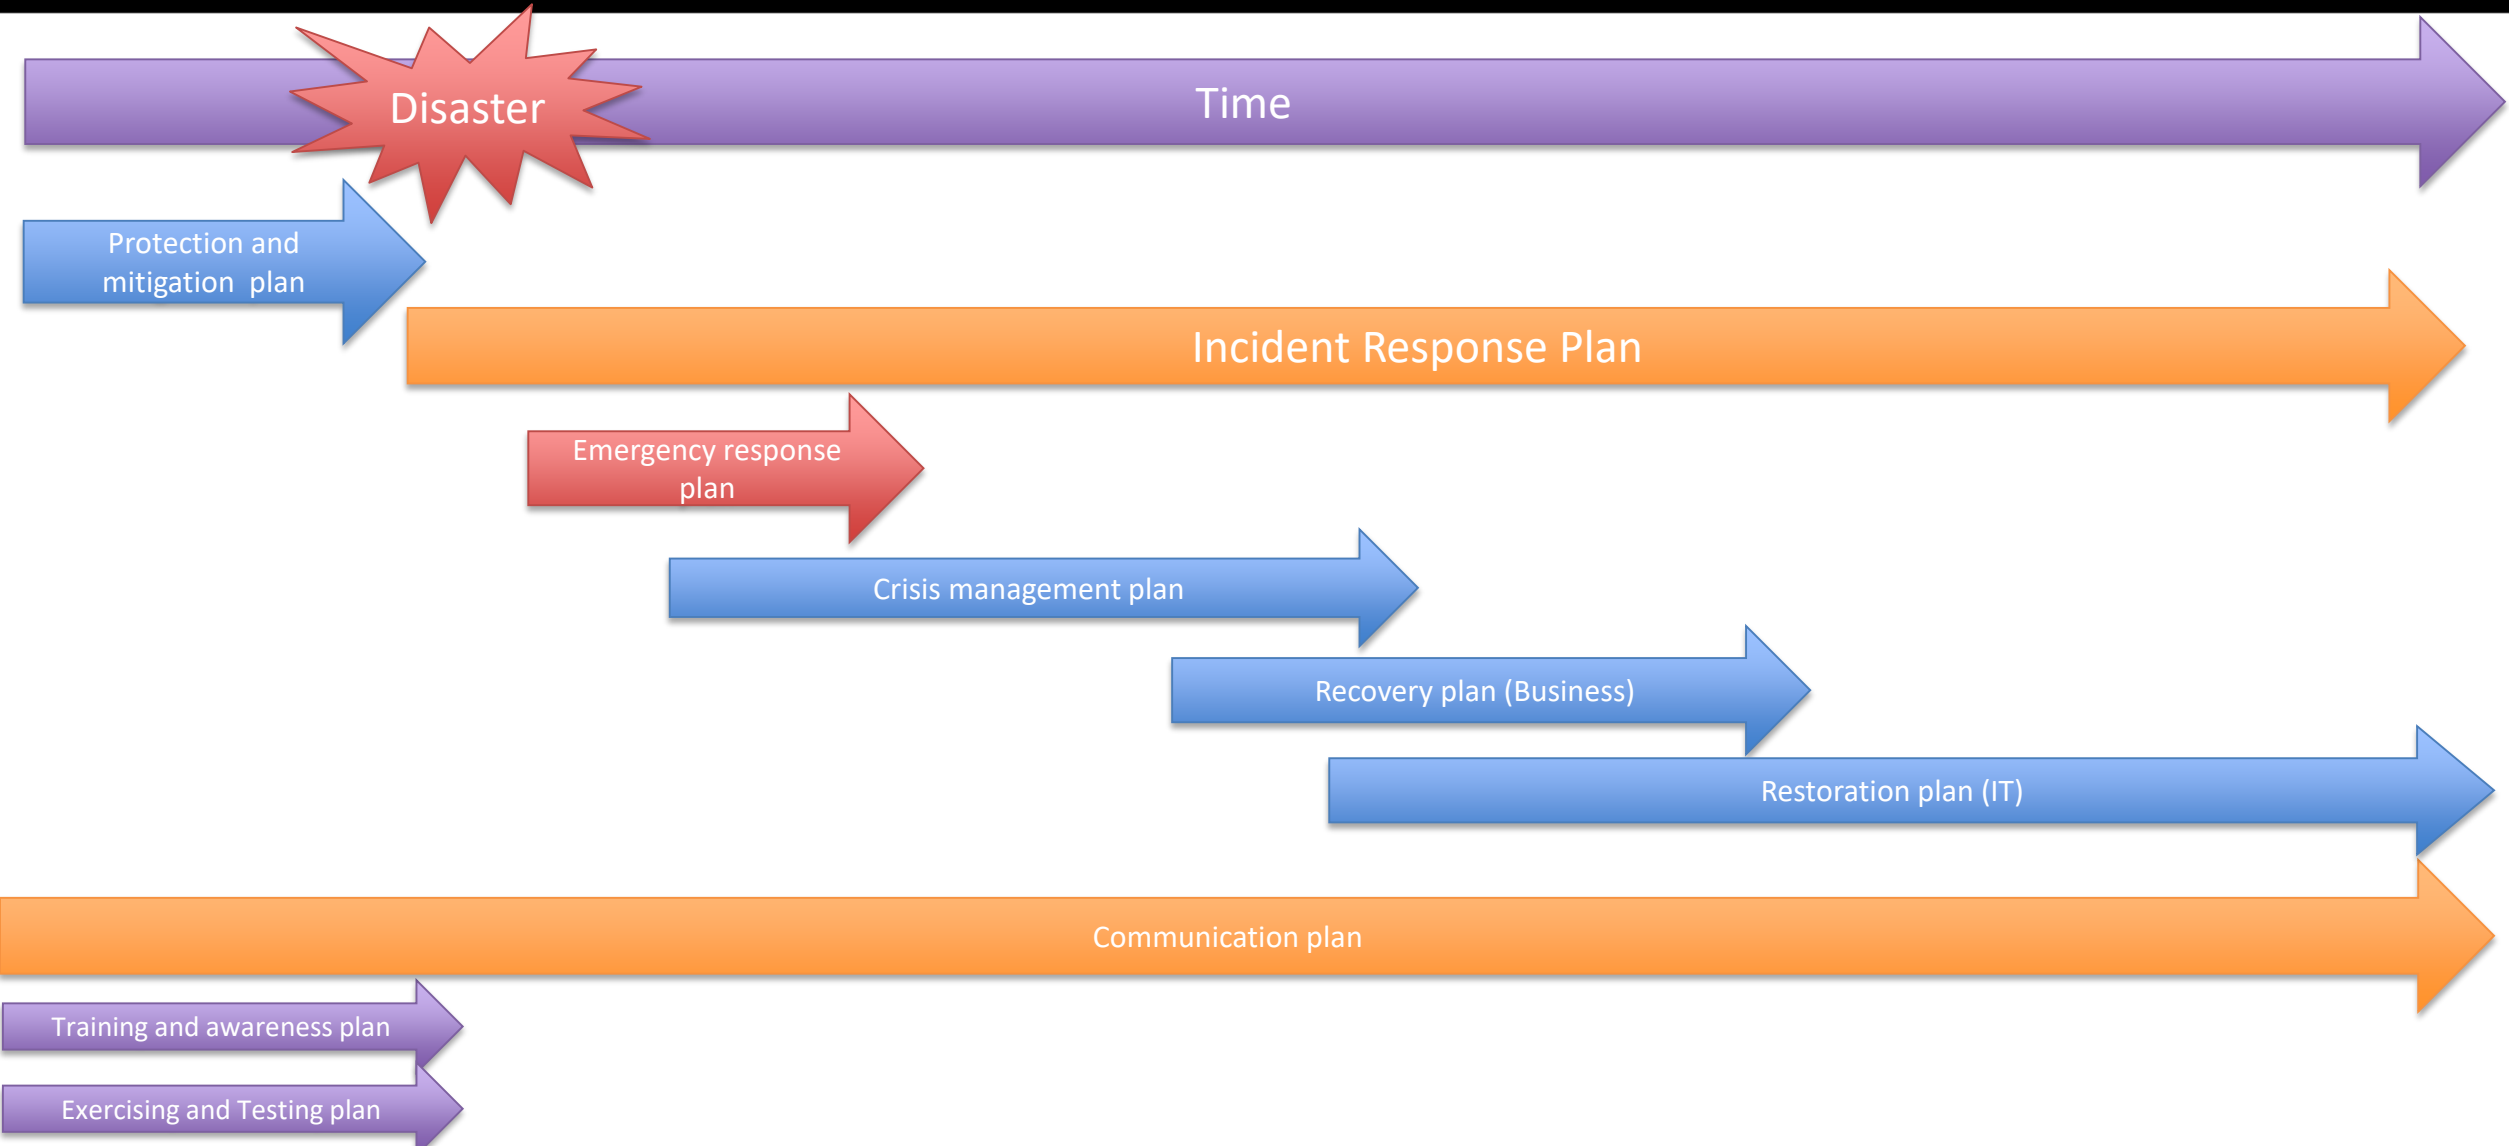 Disaster
Time
Protection and
mitigation  plan
Incident Response Plan
Emergency response
plan
Crisis management plan
Recovery plan (Business)
Restoration plan (IT)
Communication plan
Training and awareness plan
Exercising and Testing plan